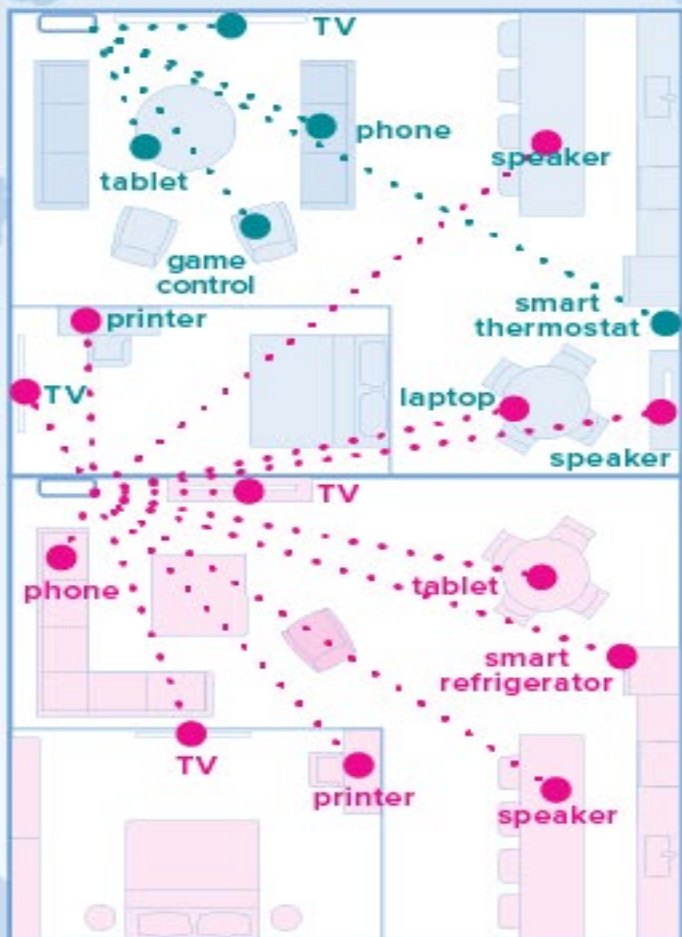 TV
phone
speaker
tablet
game
control
smart
thermostat
printer
TV
laptop
speaker
TV
phone
tablet
smart
refrigerator
TV
printer
speaker